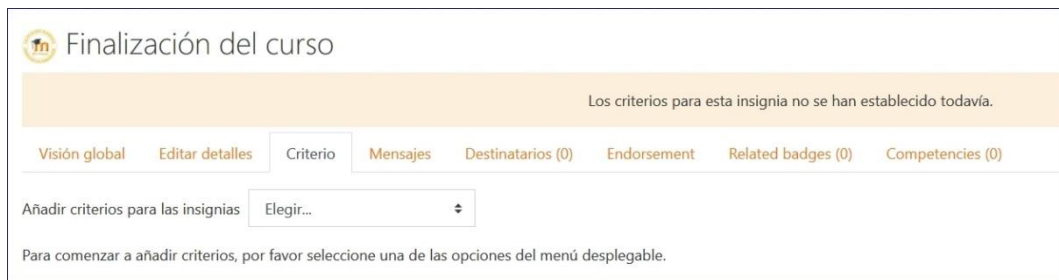 Finalización del curso
Los criterios para esta insignia no se han establecido todavía.
Visión global Editar detalles Criterio Mensajes Destinatarios (0) Endorsement Related badges (0) Competencies (0)
Añadir criterios para las insignias Elegir...
Para comenzar a añadir criterios, por favor seleccione una de las opciones del menú desplegable.